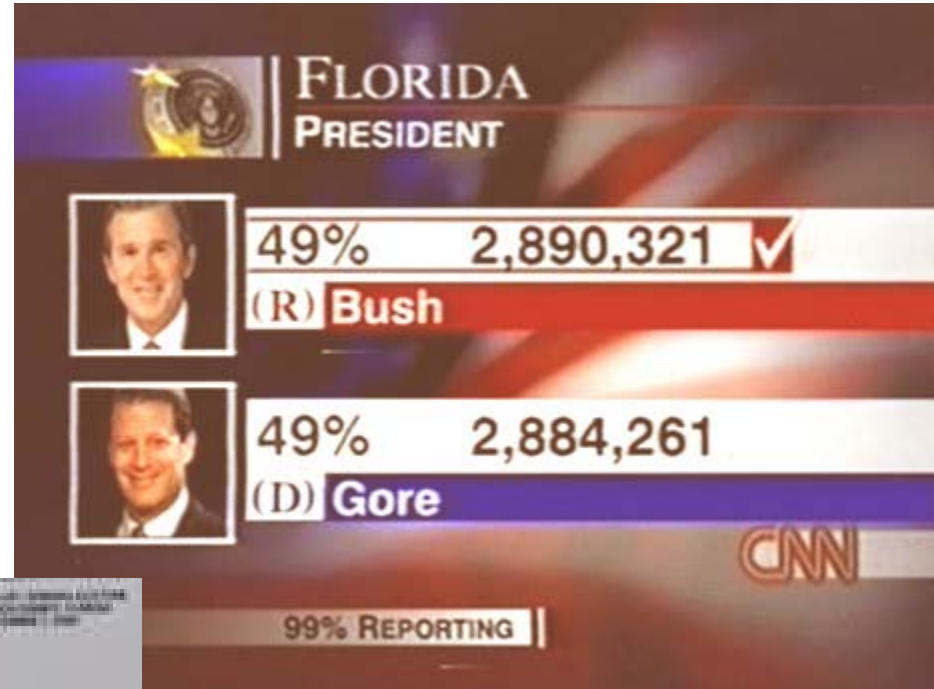 FLORIDA
PRESIDENT
49% 2,890,321
(R) Bush
49% 2,884,261
(D) Gore
CNN
99% REPORTING